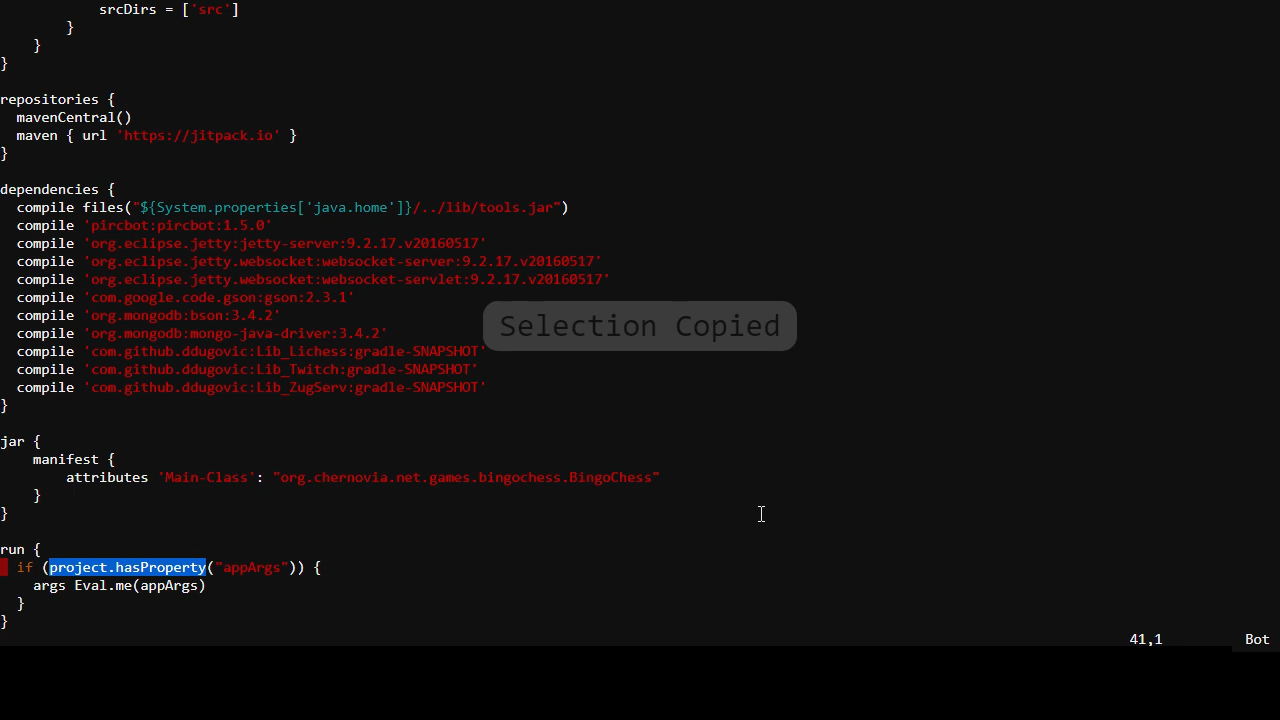 srcDirs = ['src']
        }
    }
}

repositories {
  mavenCentral()
  maven { url 'https://jitpack.io' }
}

dependencies {
  compile files("${System.properties['java.home']}/../lib/tools.jar")
  compile 'pircbot:pircbot:1.5.0'
  compile 'org.eclipse.jetty:jetty-server:9.2.17.v20160517'
  compile 'org.eclipse.jetty.websocket:websocket-server:9.2.17.v20160517'
  compile 'org.eclipse.jetty.websocket:websocket-servlet:9.2.17.v20160517'
  compile 'com.google.code.gson:gson:2.3.1'
  compile 'org.mongodb:bson:3.4.2'
Selection Copied
  compile 'org.mongodb:mongo-java-driver:3.4.2'
  compile 'com.github.ddugovic:Lib_Lichess:gradle-SNAPSHOT'
  compile 'com.github.ddugovic:Lib_Twitch:gradle-SNAPSHOT'
  compile 'com.github.ddugovic:Lib_ZugServ:gradle-SNAPSHOT'
}

jar {
    manifest {
        attributes 'Main-Class': "org.chernovia.net.games.bingochess.BingoChess"
    }
}

run {
  if (project.hasProperty("appArgs")) {
    args Eval.me(appArgs)
  }
}
41,1 Bot